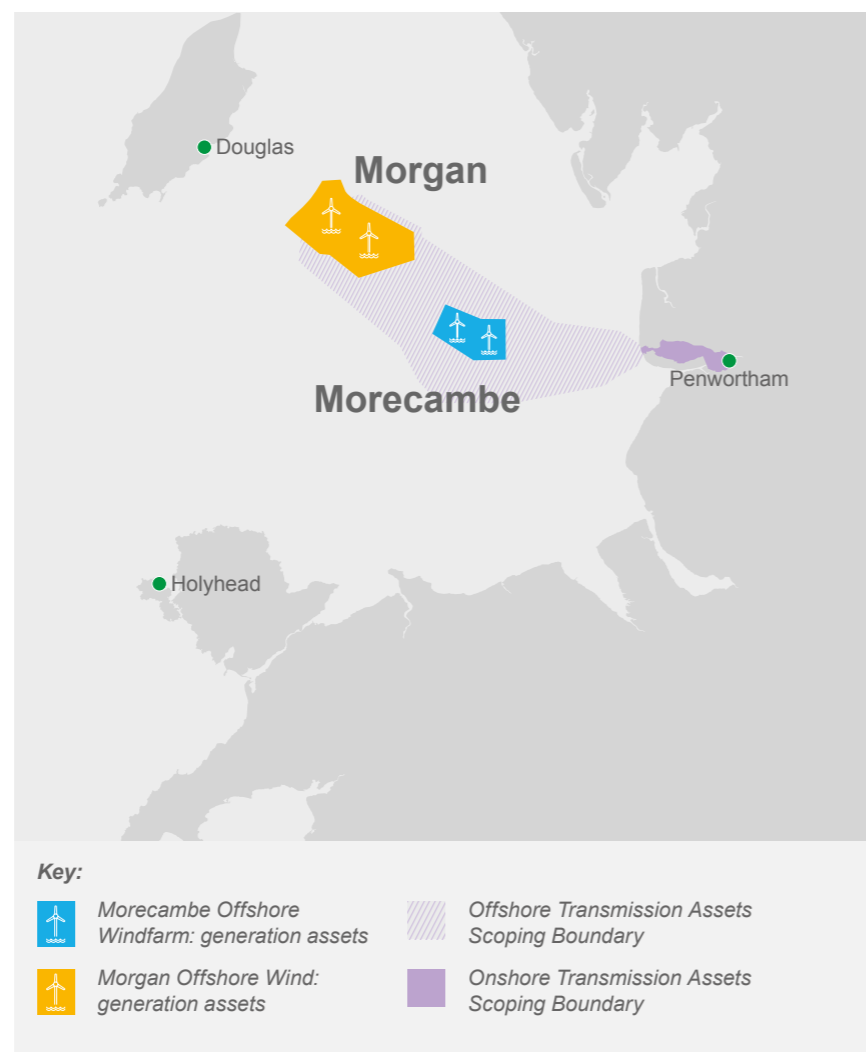 Douglas
Morgan
Morecambe
Penwortham
Holyhead
Key:
Morecambe Offshore
Windfarm: generation assets
Offshore Transmission Assets
Scoping Boundary
Morgan Offshore Wind:
generation assets
Onshore Transmission Assets
Scoping Boundary